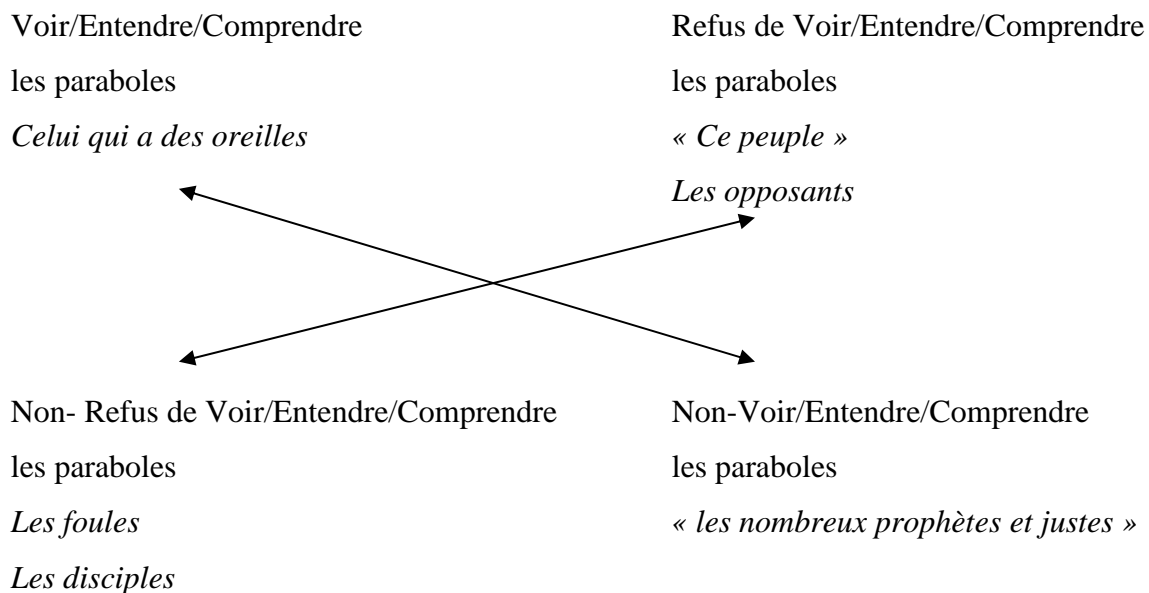 Voir/Entendre/Comprendre
les paraboles
Celui qui a des oreilles
Refus de Voir/Entendre/Comprendre
les paraboles
« Ce peuple »
Les opposants
Non- Refus de Voir/Entendre/Comprendre
les paraboles
Les foules
Les disciples
Non-Voir/Entendre/Comprendre
les paraboles
« les nombreux prophètes et justes »